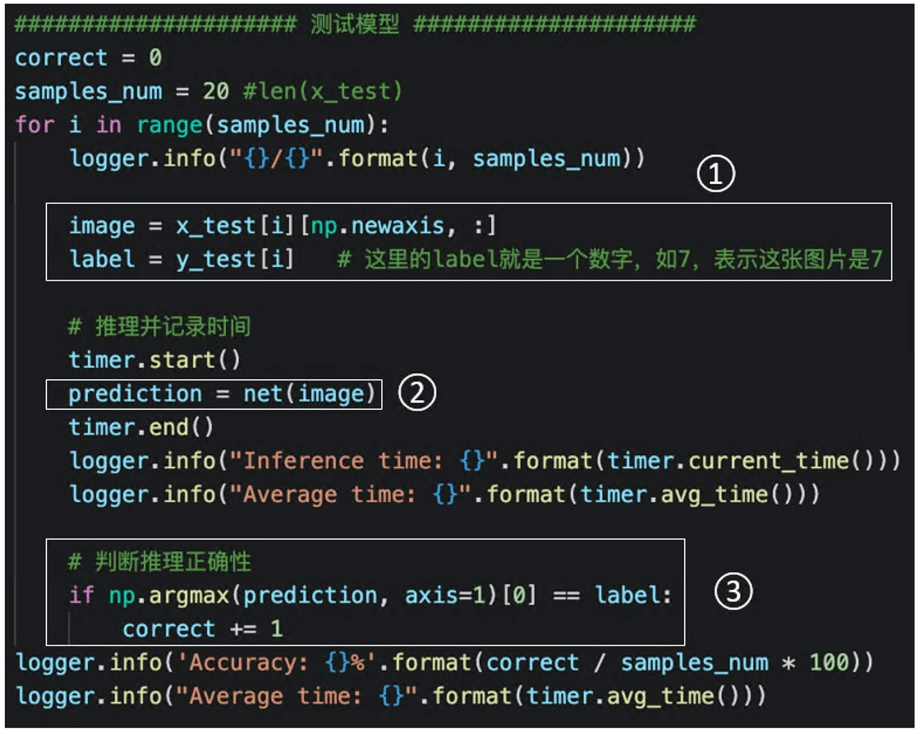 ##################### 测试模型 #####################
correct = 0
samples_num = 20 #len(x_test)
for i in range(samples_num):
    logger.info("{}/{}".format(i, samples_num))
①
    image = x_test[i][np.newaxis, :]
    label = y_test[i]   # 这里的label就是一个数字，如7，表示这张图片是7
    # 推理并记录时间
    timer.start()
    prediction = net(image) ②
    timer.end()
    logger.info("Inference time: {}".format(timer.current_time()))
    logger.info("Average time: {}".format(timer.avg_time()))
    # 判断推理正确性
    if np.argmax(prediction, axis=1)[0] == label: ③
        correct += 1
logger.info('Accuracy: {}%'.format(correct / samples_num * 100))
logger.info("Average time: {}".format(timer.avg_time()))